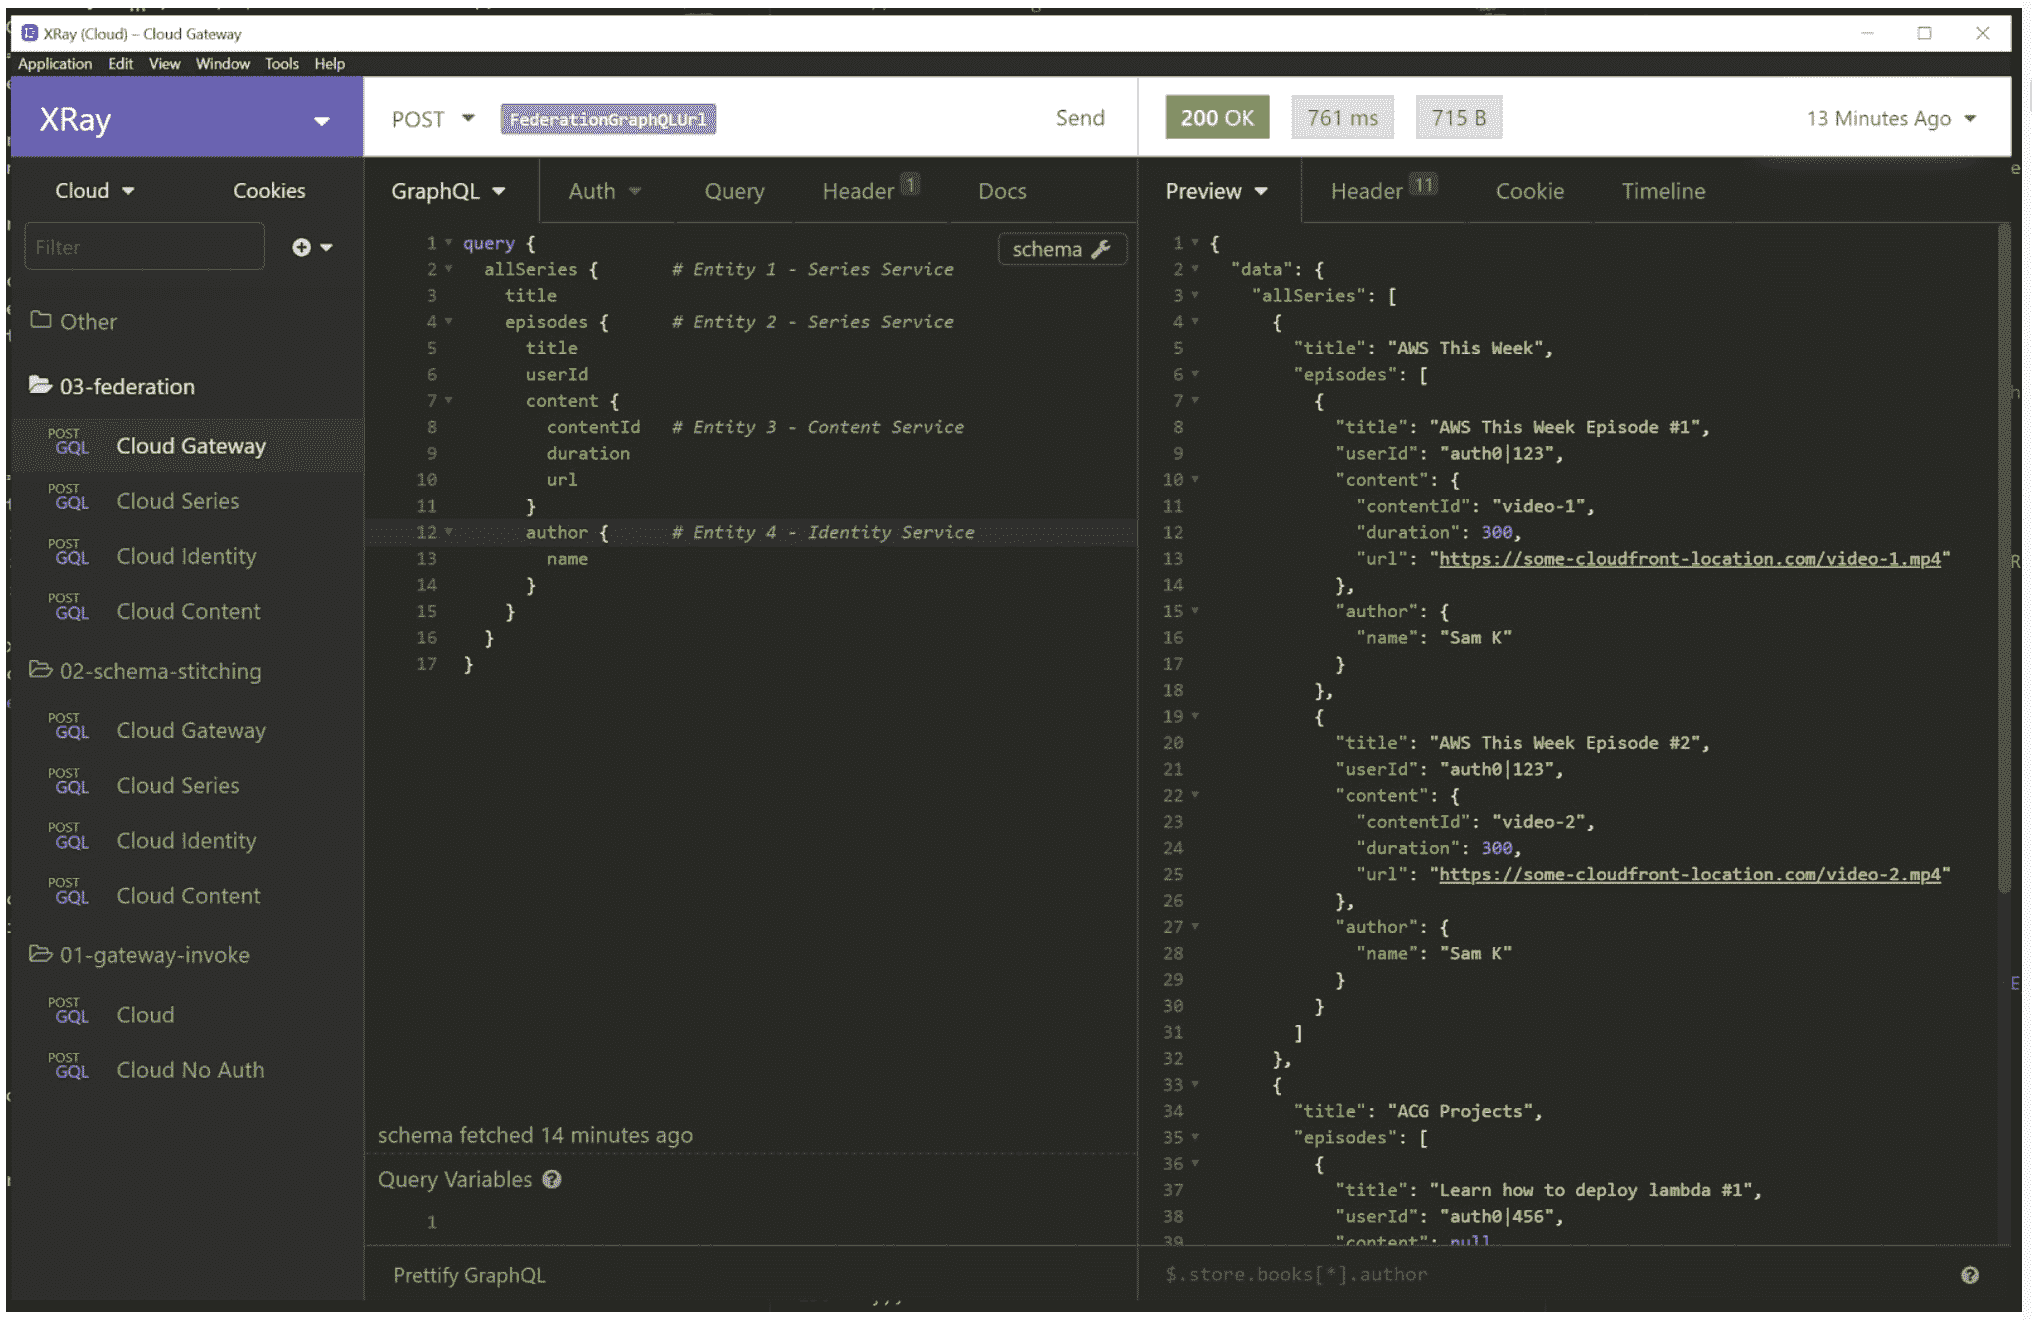 XRay (Cloud) – Cloud Gateway
Application Edit View Window Tools Help
XRay
POST FederationGraphQLUrl Send
200 OK 761 ms 715 B 13 Minutes Ago
Cloud Cookies
Filter
Other
03-federation
POST GQL Cloud Gateway
POST GQL Cloud Series
POST GQL Cloud Identity
POST GQL Cloud Content
02-schema-stitching
POST GQL Cloud Gateway
POST GQL Cloud Series
POST GQL Cloud Identity
POST GQL Cloud Content
01-gateway-invoke
POST GQL Cloud
POST GQL Cloud No Auth
GraphQL Auth Query Header 1 Docs
schema
1 query {
2 allSeries { # Entity 1 - Series Service
3 title
4 episodes { # Entity 2 - Series Service
5 title
6 userId
7 content {
8 contentId # Entity 3 - Content Service
9 duration
10 url
11 }
12 author { # Entity 4 - Identity Service
13 name
14 }
15 }
16 }
17 }
schema fetched 14 minutes ago
Query Variables
1
Prettify GraphQL
Preview Header 11 Cookie Timeline
1 {
2 "data": {
3 "allSeries": [
4 {
5 "title": "AWS This Week",
6 "episodes": [
7 {
8 "title": "AWS This Week Episode #1",
9 "userId": "auth0|123",
10 "content": {
11 "contentId": "video-1",
12 "duration": 300,
13 "url": "https://some-cloudfront-location.com/video-1.mp4"
14 },
15 "author": {
16 "name": "Sam K"
17 }
18 },
19 {
20 "title": "AWS This Week Episode #2",
21 "userId": "auth0|123",
22 "content": {
23 "contentId": "video-2",
24 "duration": 300,
25 "url": "https://some-cloudfront-location.com/video-2.mp4"
26 },
27 "author": {
28 "name": "Sam K"
29 }
30 }
31 ]
32 },
33 {
34 "title": "ACG Projects",
35 "episodes": [
36 {
37 "title": "Learn how to deploy lambda #1",
38 "userId": "auth0|456",
39 "content": null
$.store.books[*].author